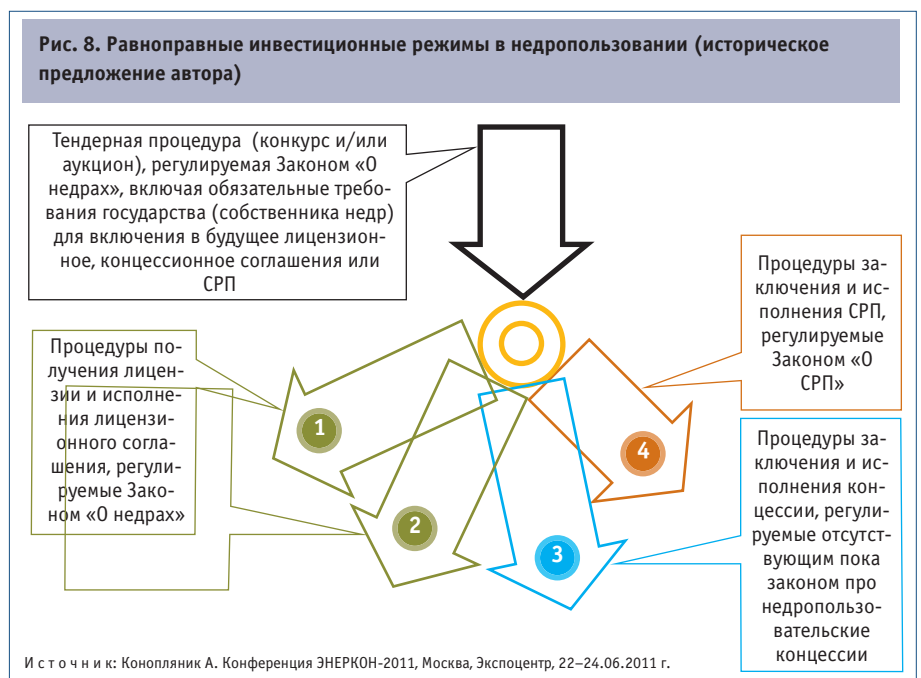 Рис. 8. Равноправные инвестиционные режимы в недропользовании (историческое
предложение автора)
Тендерная процедура (конкурс и/или
аукцион), регулируемая Законом «О
недрах», включая обязательные требо-
вания государства (собственника недр)
для включения в будущее лицензион-
ное, концессионное соглашения или
СРП
Процедуры по-
лучения лицен-
зии и исполне-
ния лицензи-
онного согла-
шения, регули-
руемые Зако-
ном «О недрах»
1
2
3
4
Процедуры за-
ключения и ис-
полнения СРП,
регулируемые
Законом «О
СРП»
Процедуры за-
ключения и ис-
полнения кон-
цессии, регули-
руемые отсутст-
вующим пока
законом про
недропользо-
вательские
концессии
Источник: Конопляник А. Конференция ЭНЕРКОН-2011, Москва, Экспоцентр, 22–24.06.2011 г.